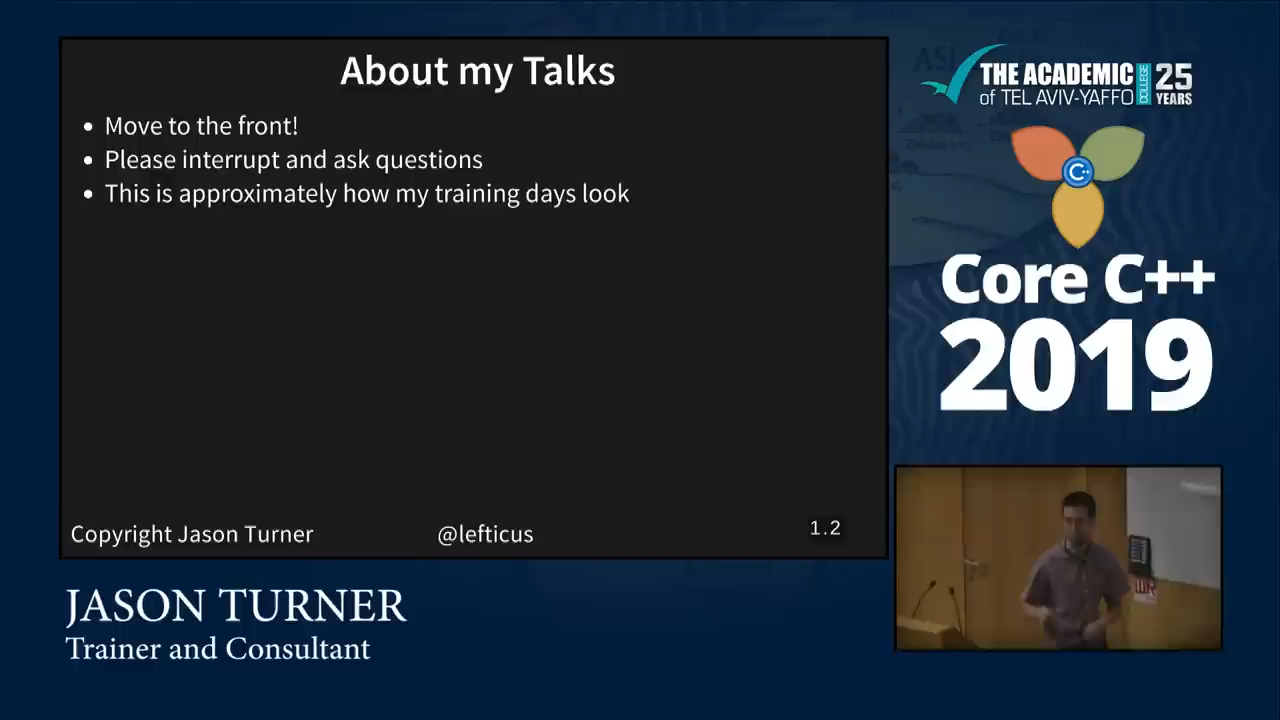 About my Talks
Move to the front!
Please interrupt and ask questions
This is approximately how my training days look
Copyright Jason Turner
@lefticus
1.2
THE ACADEMIC
of TEL AVIV-YAFFO
COLLEGE
25
YEARS
C++
Core C++
2019
JASON TURNER
Trainer and Consultant